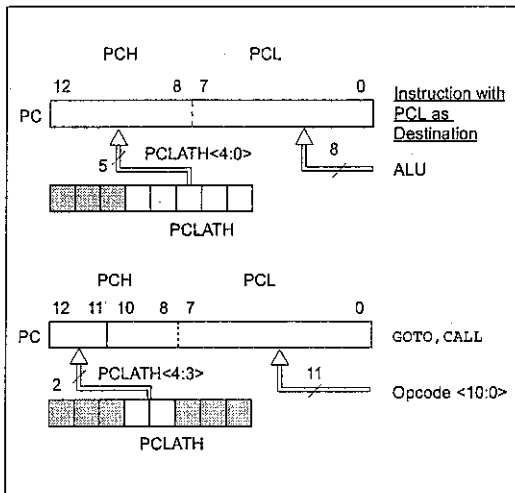 PCH PCL
12 8 7 0
Instruction with
PCL as
Destination
PC
5 PCLATH<4:0> 8
ALU
PCLATH
PCH PCL
12 11 10 8 7 0
PC GOTO, CALL
2 PCLATH<4:3> 11
Opcode <10:0>
PCLATH